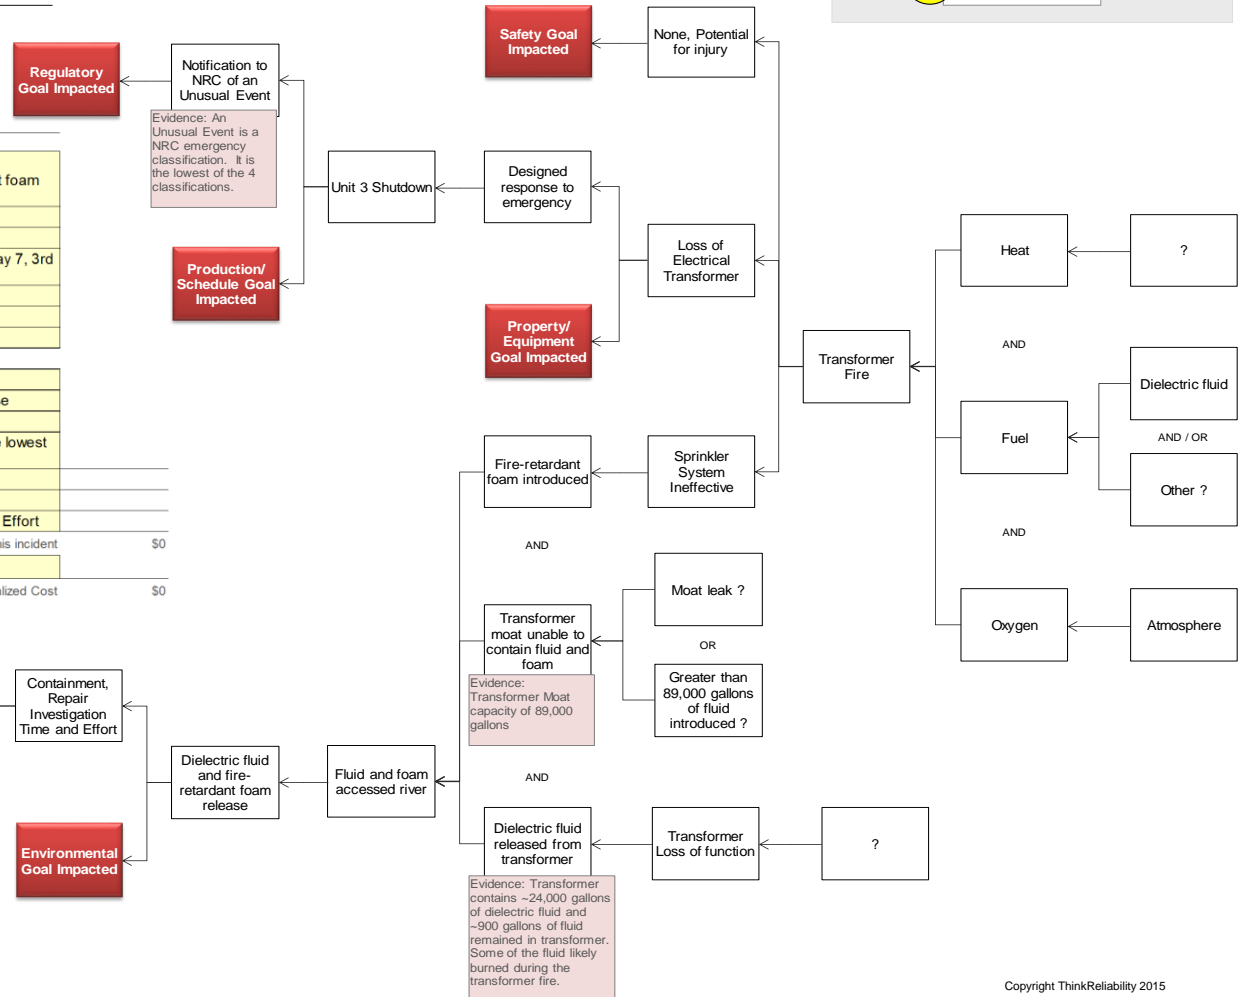 Safety Goal
Impacted
None, Potential
for injury
Regulatory
Goal Impacted
Notification to
NRC of an
Unusual Event
Evidence: An
Unusual Event is a
NRC emergency
classification. It is
the lowest of the 4
classifications.
Unit 3 Shutdown
Designed
response to
emergency
Loss of
Electrical
Transformer
Production/
Schedule Goal
Impacted
Property/
Equipment
Goal Impacted
Transformer
Fire
Heat
?
AND
Fuel
Dielectric fluid
AND / OR
Other ?
AND
Oxygen
Atmosphere
foam
ay 7, 3rd
e
lowest
Effort
his incident
$0
alized Cost
$0
Fire-retardant
foam introduced
Sprinkler
System
Ineffective
AND
Transformer
moat unable to
contain fluid and
foam
Evidence:
Transformer Moat
capacity of 89,000
gallons
Moat leak ?
OR
Greater than
89,000 gallons
of fluid
introduced ?
AND
Containment,
Repair
Investigation
Time and Effort
Dielectric fluid
and fire-
retardant foam
release
Fluid and foam
accessed river
Environmental
Goal Impacted
Dielectric fluid
released from
transformer
Evidence: Transformer
contains ~24,000 gallons
of dielectric fluid and
~900 gallons of fluid
remained in transformer.
Some of the fluid likely
burned during the
transformer fire.
Transformer
Loss of function
?
Copyright ThinkReliability 2015